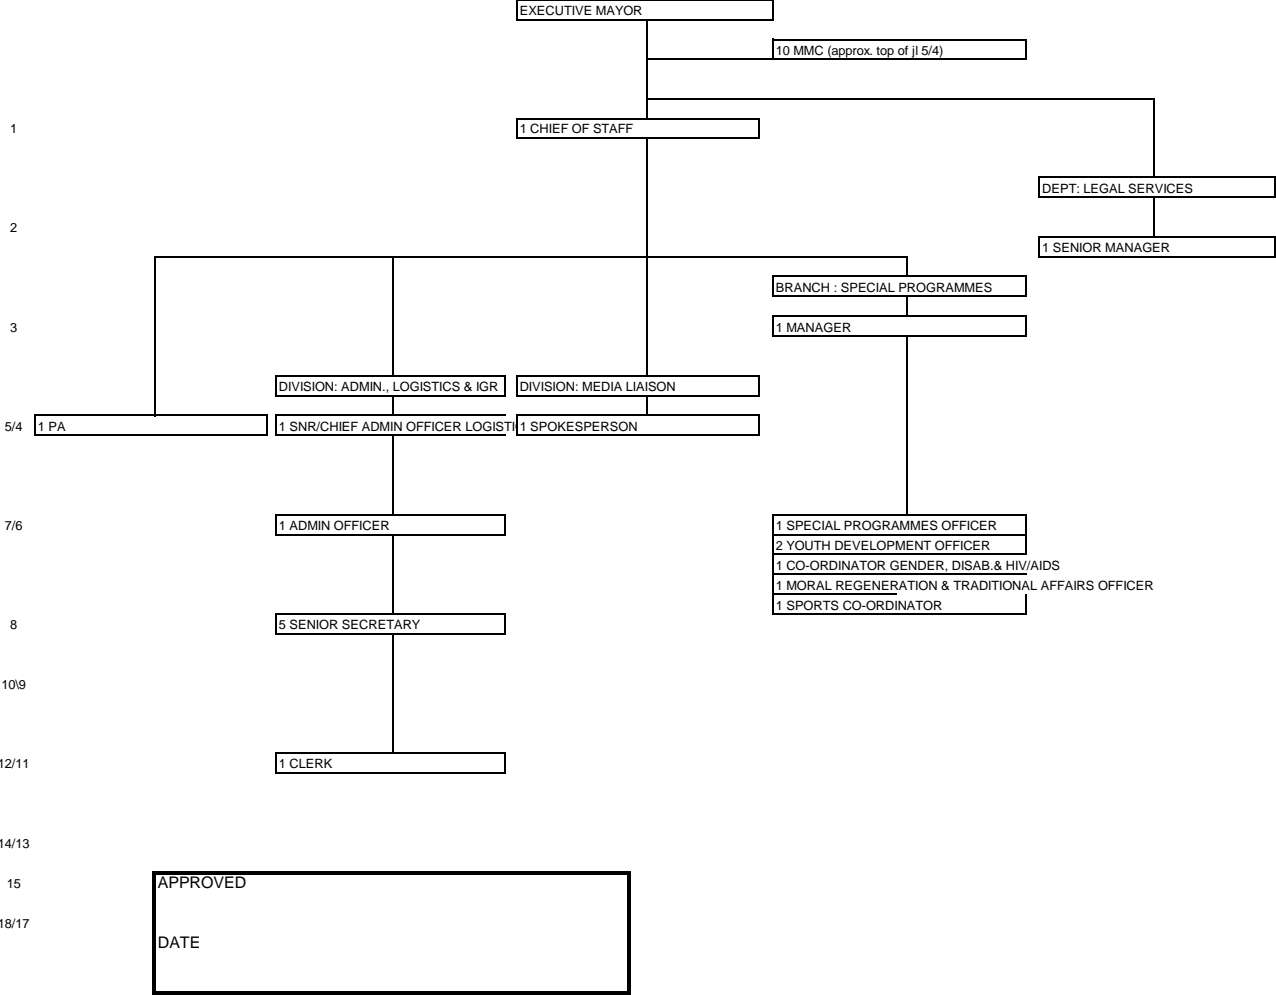 EXECUTIVE MAYOR
10 MMC (approx. top of jl 5/4)
1
1 CHIEF OF STAFF
DEPT: LEGAL SERVICES
2
1 SENIOR MANAGER
BRANCH : SPECIAL PROGRAMMES
3
1 MANAGER
DIVISION: ADMIN., LOGISTICS & IGR
DIVISION: MEDIA LIAISON
5/4
1 PA
1 SNR/CHIEF ADMIN OFFICER LOGISTI
1 SPOKESPERSON
7/6
1 ADMIN OFFICER
1 SPECIAL PROGRAMMES OFFICER
2 YOUTH DEVELOPMENT OFFICER
1 CO-ORDINATOR GENDER, DISAB.& HIV/AIDS
1 MORAL REGENERATION & TRADITIONAL AFFAIRS OFFICER
1 SPORTS CO-ORDINATOR
8
5 SENIOR SECRETARY
10\9
12/11
1 CLERK
14/13
15
APPROVED
18/17
DATE